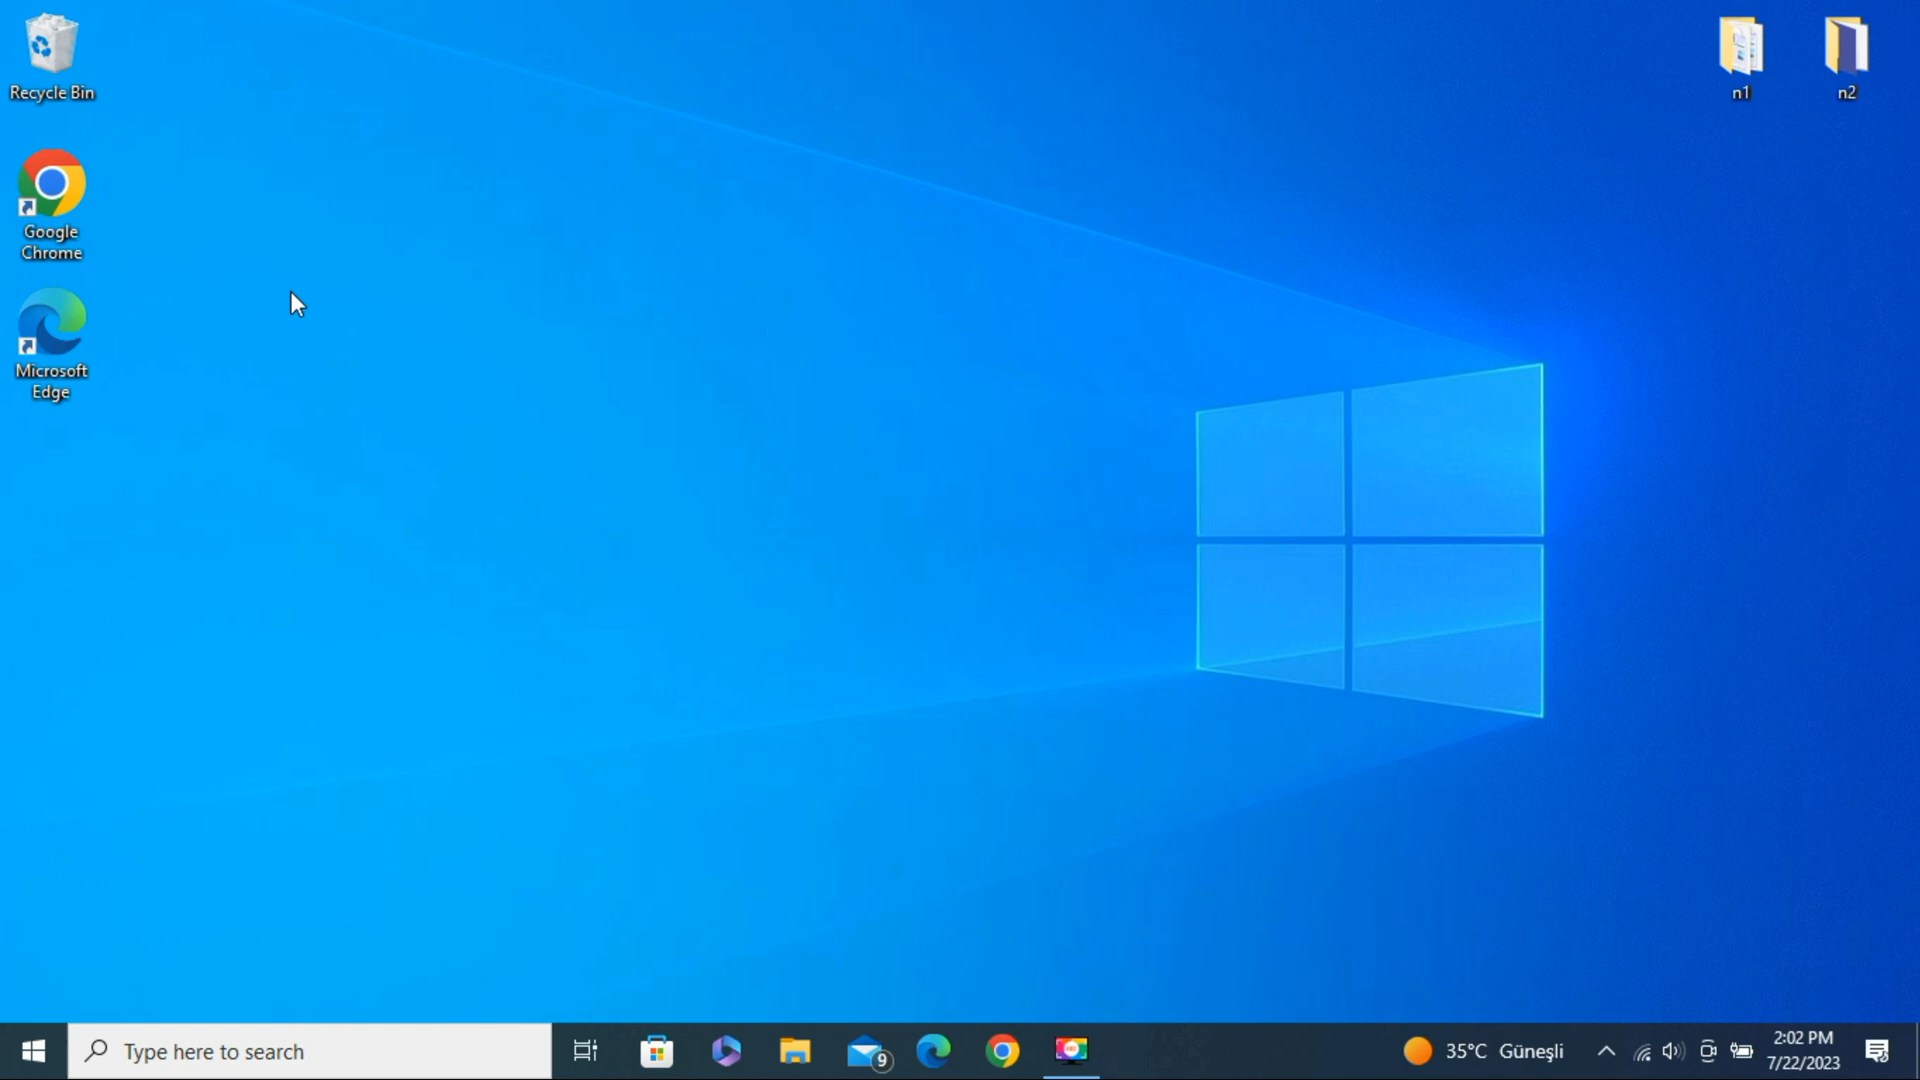 Recycle Bin
n1
n2
Google
Chrome
Microsoft
Edge
Type here to search
9
35°C Güneşli
2:02 PM
7/22/2023